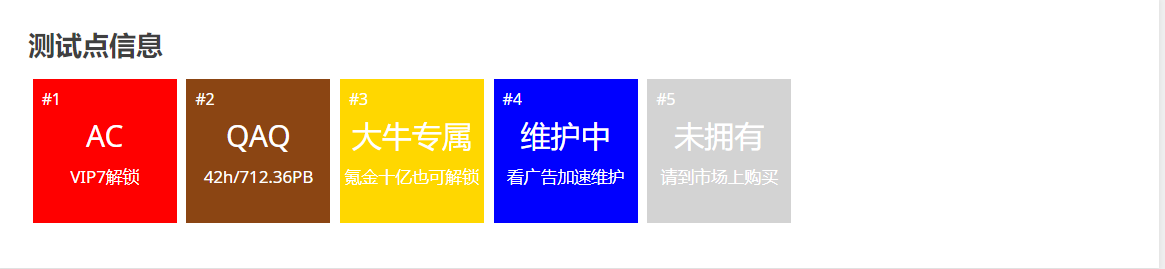 测试点信息
#1
AC
VIP7解锁
#2
QAQ
42h/712.36PB
#3
大牛专属
氪金十亿也可解锁
#4
维护中
看广告加速维护
#5
未拥有
请到市场上购买